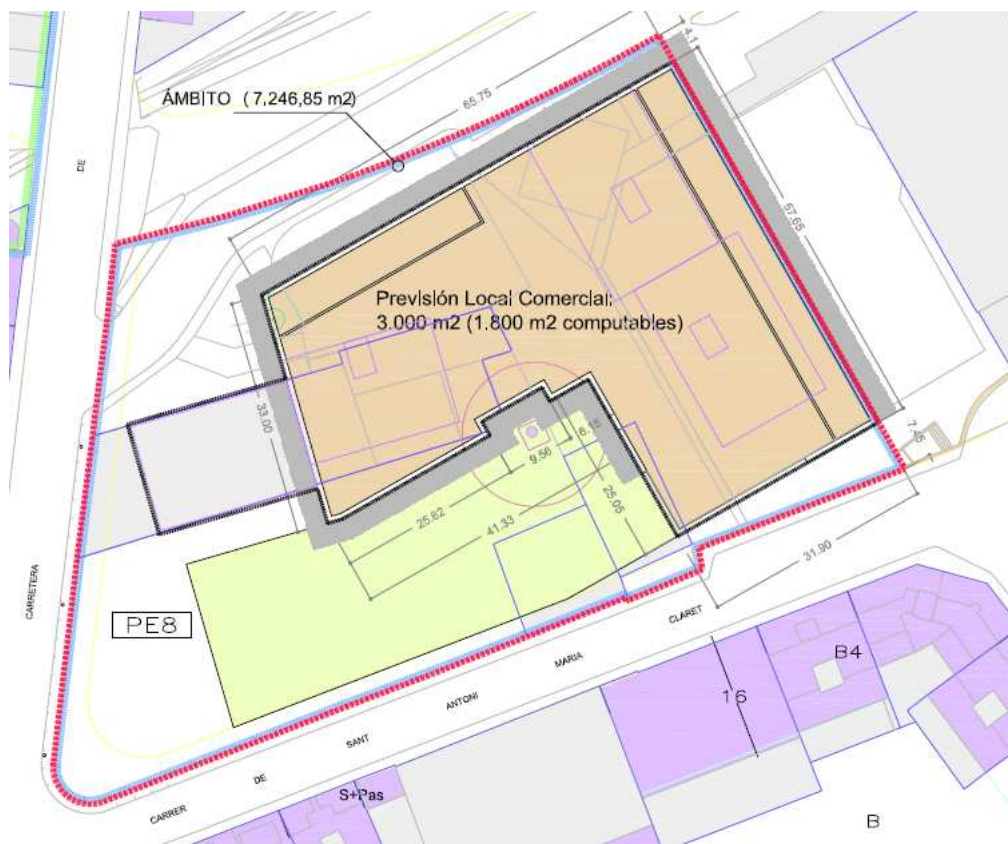 4.1
ÁMBITO (7,246,85 m2)
65.75
DE
57.65
Previsión Local Comercial:
3.000 m2 (1.800 m2 computables)
33.00
7.45
9.56
25.82
41.33
25.05
31.90
CARRETERA
PE8
CLARET
MARIA
ANTONI
SANT
DE
CARRER
B4
16
S+Pas
B